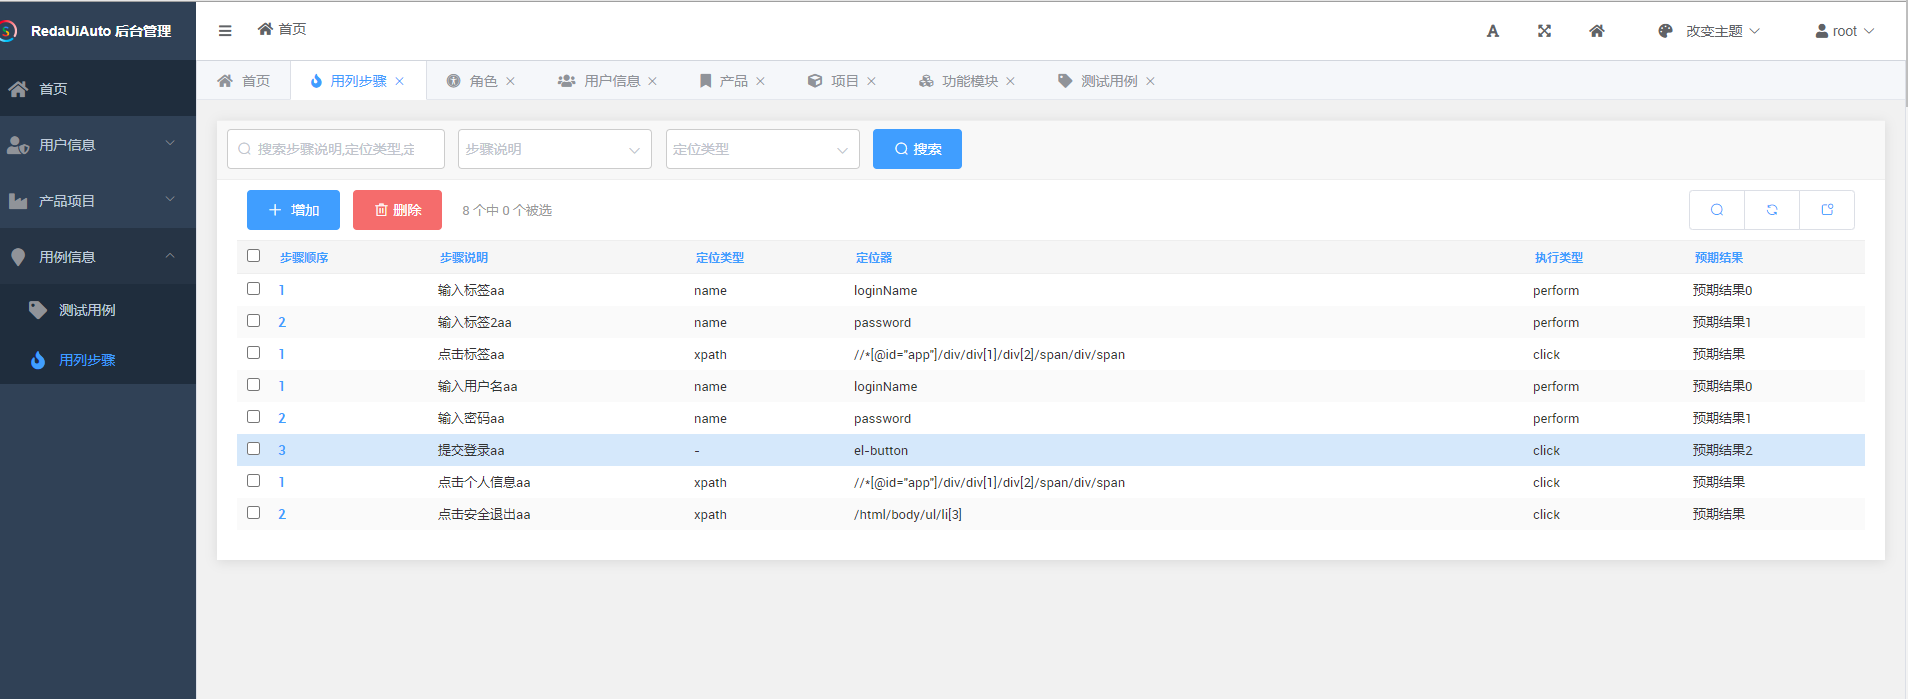 RedaUiAuto 后台管理
首页
改变主题
root
首页
用户信息
产品项目
用例信息
测试用例
用列步骤
首页 用列步骤 角色 用户信息 产品 项目 功能模块 测试用例
搜索步骤说明,定位类型,定 步骤说明 定位类型 搜索
增加 删除 8 个中 0 个被选
步骤顺序 步骤说明 定位类型 定位器 执行类型 预期结果
1 输入标签aa name loginName perform 预期结果0
2 输入标签2aa name password perform 预期结果1
1 点击标签aa xpath //*[@id="app"]/div/div[1]/div[2]/span/div/span click 预期结果
1 输入用户名aa name loginName perform 预期结果0
2 输入密码aa name password perform 预期结果1
3 提交登录aa - el-button click 预期结果2
1 点击个人信息aa xpath //*[@id="app"]/div/div[1]/div[2]/span/div/span click 预期结果
2 点击安全退出aa xpath /html/body/ul/li[3] click 预期结果